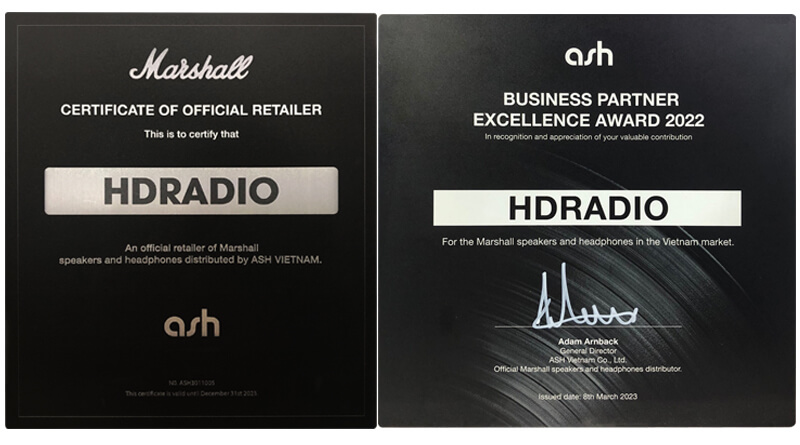 Marshall
CERTIFICATE OF OFFICIAL RETAILER
This is to certify that
HDRADIO
An official retailer of Marshall
speakers and headphones distributed by ASH VIETNAM.
ash
This certificate is valid until December 31st 2023
ash
BUSINESS PARTNER
EXCELLENCE AWARD 2022
In recognition and appreciation of your valuable contribution
HDRADIO
For the Marshall speakers and headphones in the Vietnam market.
Adam Arnback
General Director
ASH Vietnam Co., Ltd.
Official Marshall speakers and headphones distributor.
Issued date: 8th March 2023